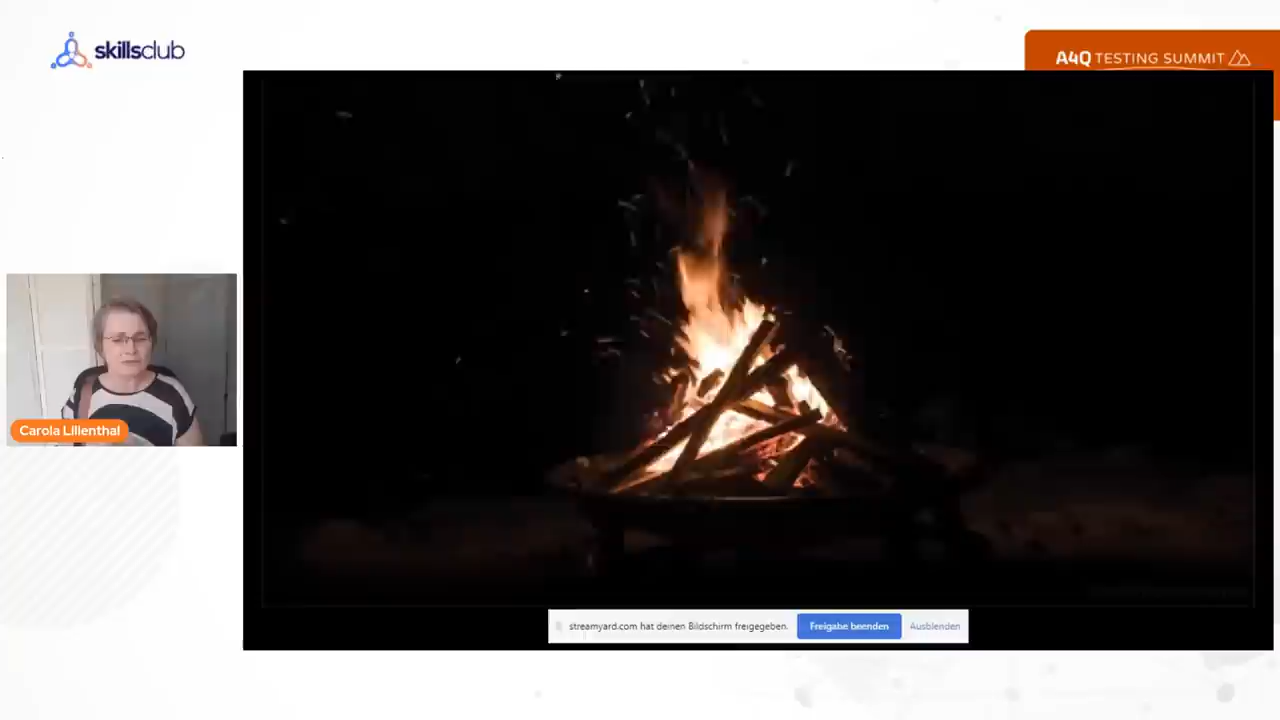 skillsclub
A4Q TESTING SUMMIT
Carola Lilienthal
streamyard.com hat deinen Bildschirm freigegeben.
Freigabe beenden
Ausblenden